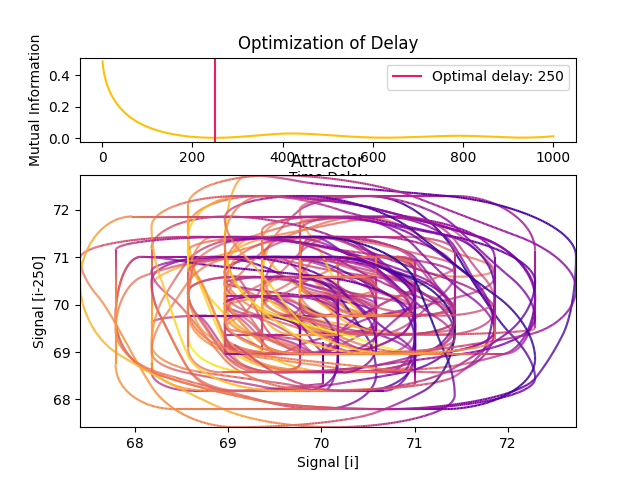 Optimization of Delay
Mutual Information
0.4
0.2
0.0
Optimal delay: 250
0
200
400
600
800
1000
Time Delay
Attractor
Signal [i-250]
72
71
70
69
68
68
69
70
71
72
Signal [i]